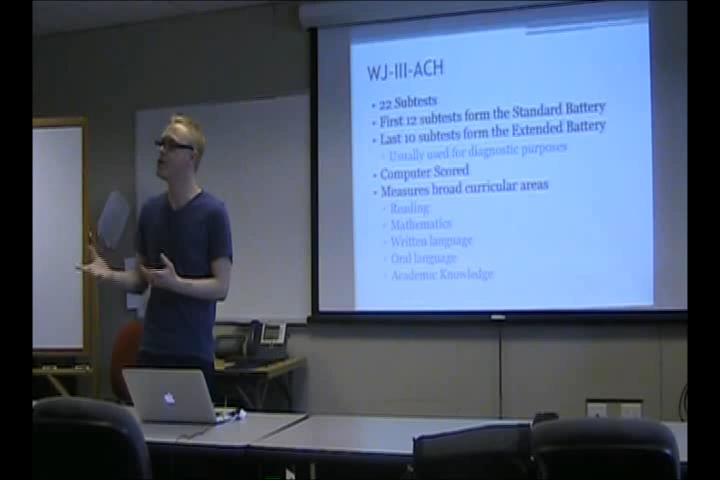 WJ-III-ACH
• 22 Subtests
• First 12 subtests form the Standard Battery
• Last 10 subtests form the Extended Battery
• Usually used for diagnostic purposes
• Computer Scored
• Measures broad curricular areas
• Reading
• Mathematics
• Written language
• Oral language
• Academic Knowledge